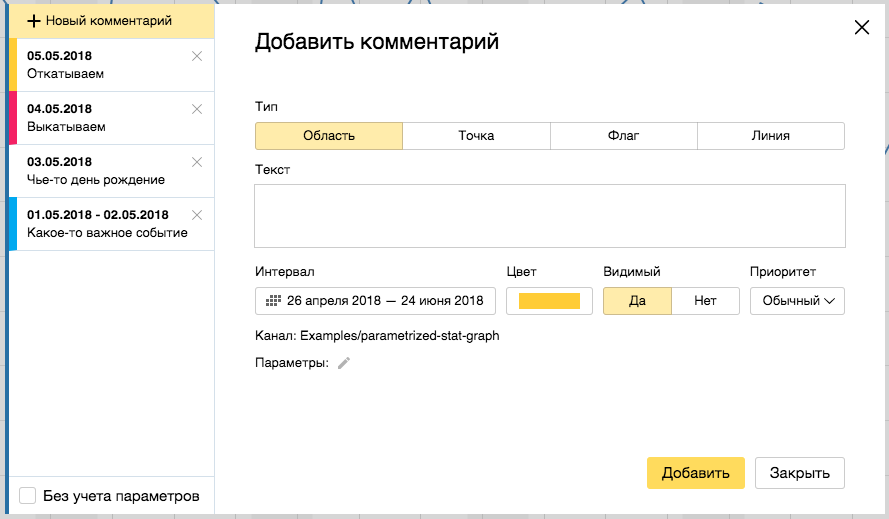 Новый комментарий
05.05.2018
Откатываем
04.05.2018
Выкатываем
03.05.2018
Чье-то день рождение
01.05.2018 - 02.05.2018
Какое-то важное событие
Без учета параметров
Добавить комментарий
Тип
Область Точка Флаг Линия
Текст
Интервал Цвет Видимый Приоритет
26 апреля 2018 — 24 июня 2018 Да Нет Обычный
Канал: Examples/parametrized-stat-graph
Параметры:
Добавить Закрыть